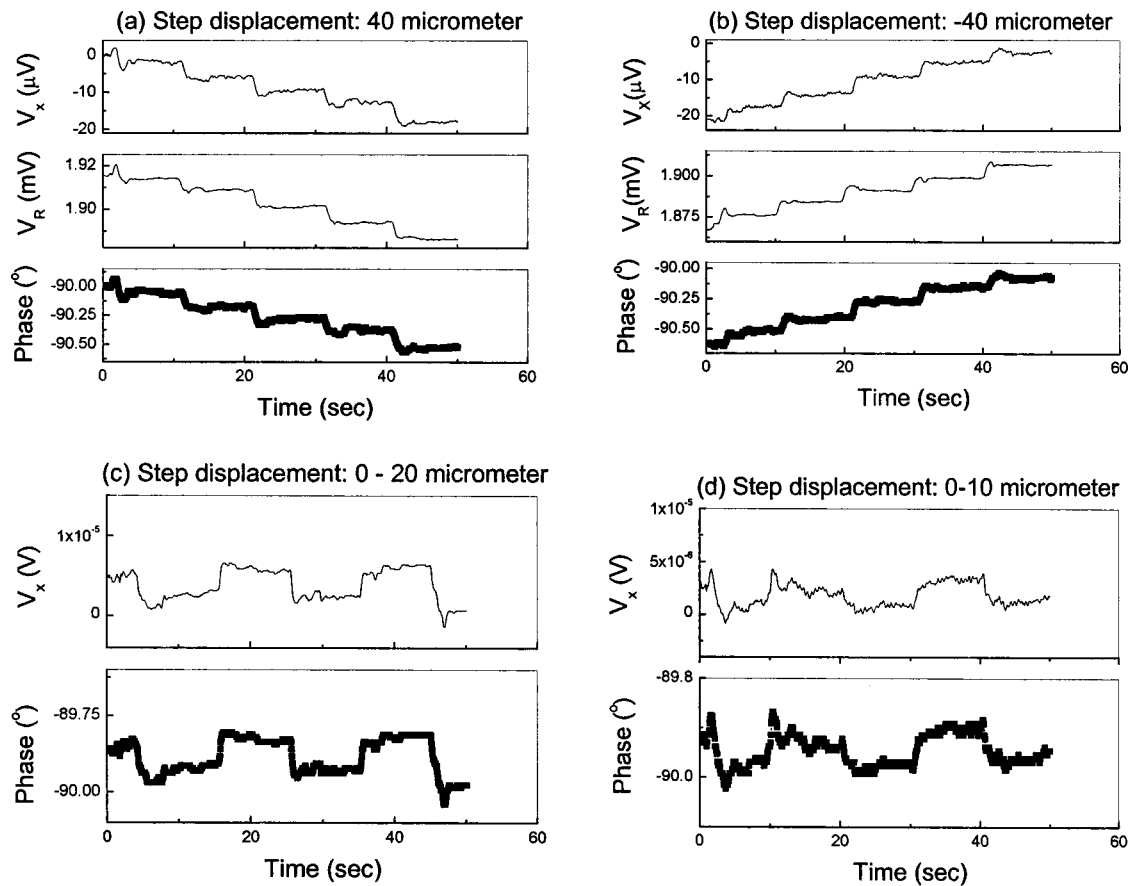 (a) Step displacement: 40 micrometer
0
-10
-20
V_x (μV)
1.92
1.90
V_R (mV)
-90.00
-90.25
-90.50
Phase (°)
0 20 40 60
Time (sec)
(b) Step displacement: -40 micrometer
0
-10
-20
V_X(μV)
1.900
1.875
V_R(mV)
-90.00
-90.25
-90.50
Phase (°)
0 20 40 60
Time (sec)
(c) Step displacement: 0 - 20 micrometer
1x10⁻⁵
0
V_x (V)
-89.75
-90.00
Phase (°)
0 20 40 60
Time (sec)
(d) Step displacement: 0-10 micrometer
1x10⁻⁵
5x10⁻⁶
0
V_x (V)
-89.8
-90.0
Phase (°)
0 20 40 60
Time (sec)